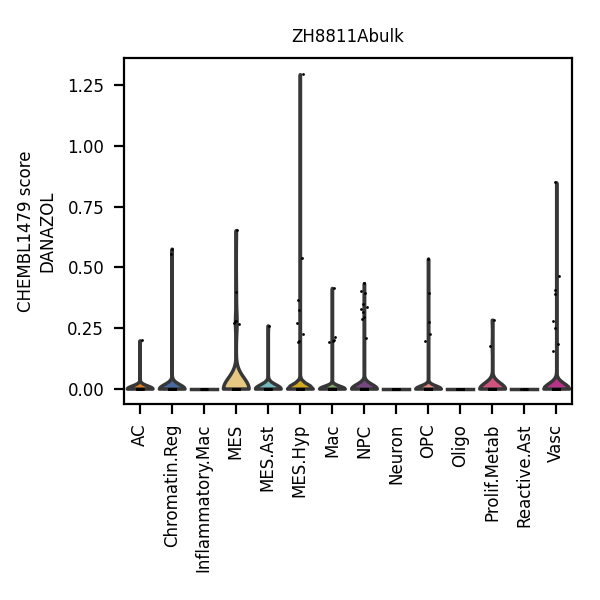 ZH8811Abulk
CHEMBL1479 score
DANAZOL
1.25
1.00
0.75
0.50
0.25
0.00
AC
Chromatin.Reg
Inflammatory.Mac
MES
MES.Ast
MES.Hyp
Mac
NPC
Neuron
OPC
Oligo
Prolif.Metab
Reactive.Ast
Vasc